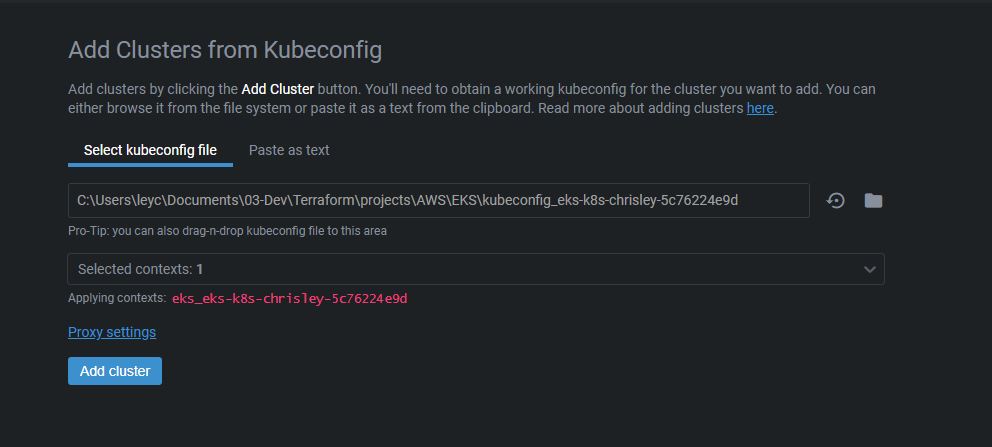 Add Clusters from Kubeconfig
Add clusters by clicking the Add Cluster button. You'll need to obtain a working kubeconfig for the cluster you want to add. You can
either browse it from the file system or paste it as a text from the clipboard. Read more about adding clusters here.
Select kubeconfig file Paste as text
C:\Users\leyc\Documents\03-Dev\Terraform\projects\AWS\EKS\kubeconfig_eks-k8s-chrisley-5c76224e9d
Pro-Tip: you can also drag-n-drop kubeconfig file to this area
Selected contexts: 1
Applying contexts: eks_eks-k8s-chrisley-5c76224e9d
Proxy settings
Add cluster